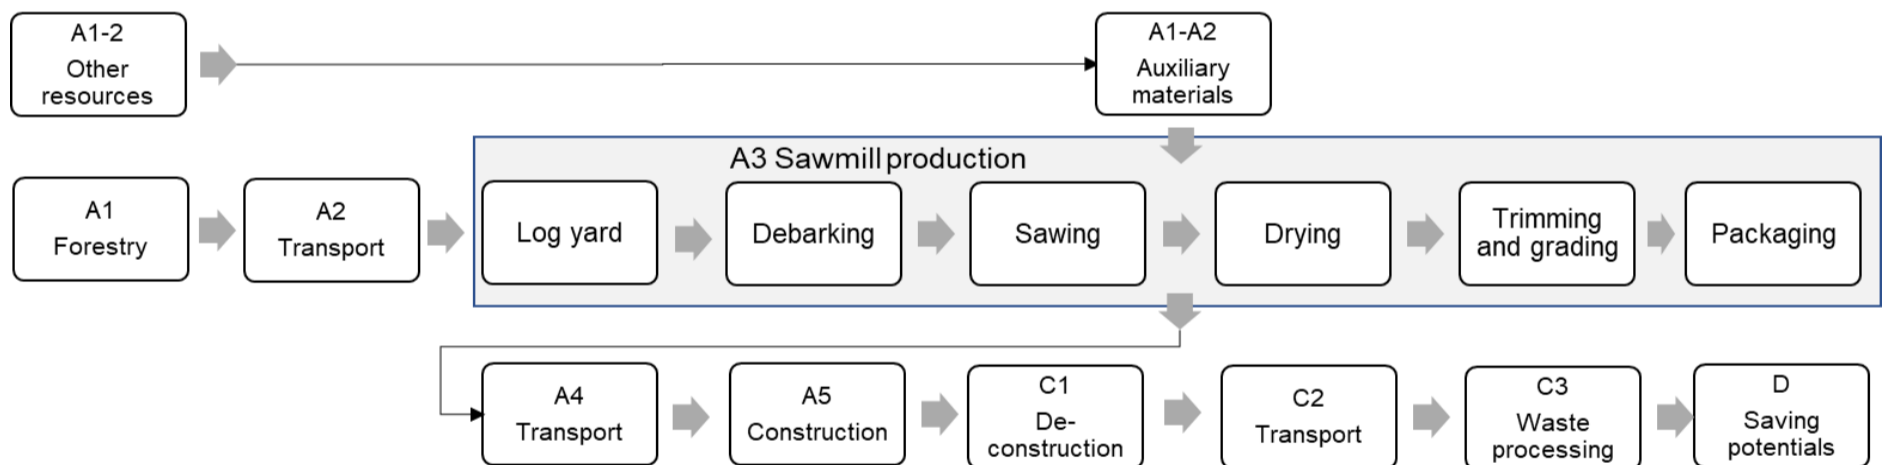 A1-2
Other
resources
A1-A2
Auxiliary
materials
A3 Sawmill production
A1
Forestry
A2
Transport
Log yard
Debarking
Sawing
Drying
Trimming
and grading
Packaging
A4
Transport
A5
Construction
C1
De-
construction
C2
Transport
C3
Waste
processing
D
Saving
potentials